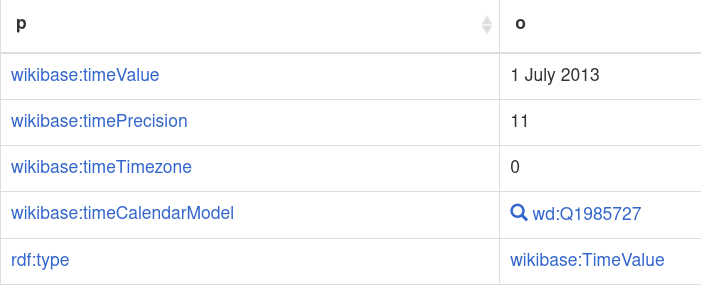 p o
wikibase:timeValue 1 July 2013
wikibase:timePrecision 11
wikibase:timeTimezone 0
wikibase:timeCalendarModel wd:Q1985727
rdf:type wikibase:TimeValue